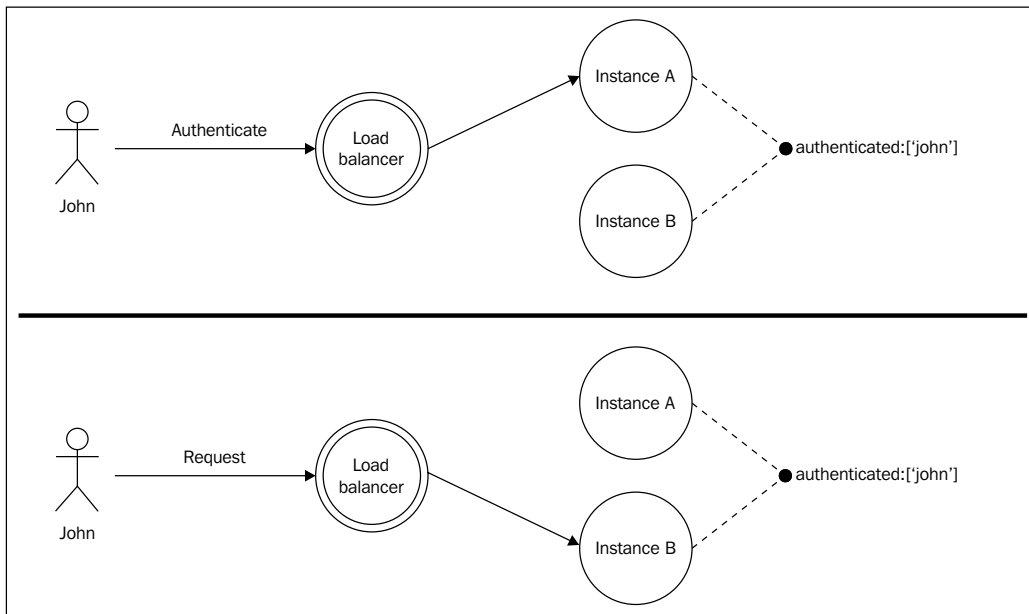 Instance A
Authenticate
Load
balancer
authenticated:[‘john’]
John
Instance B
Instance A
Request
Load
balancer
authenticated:[‘john’]
John
Instance B